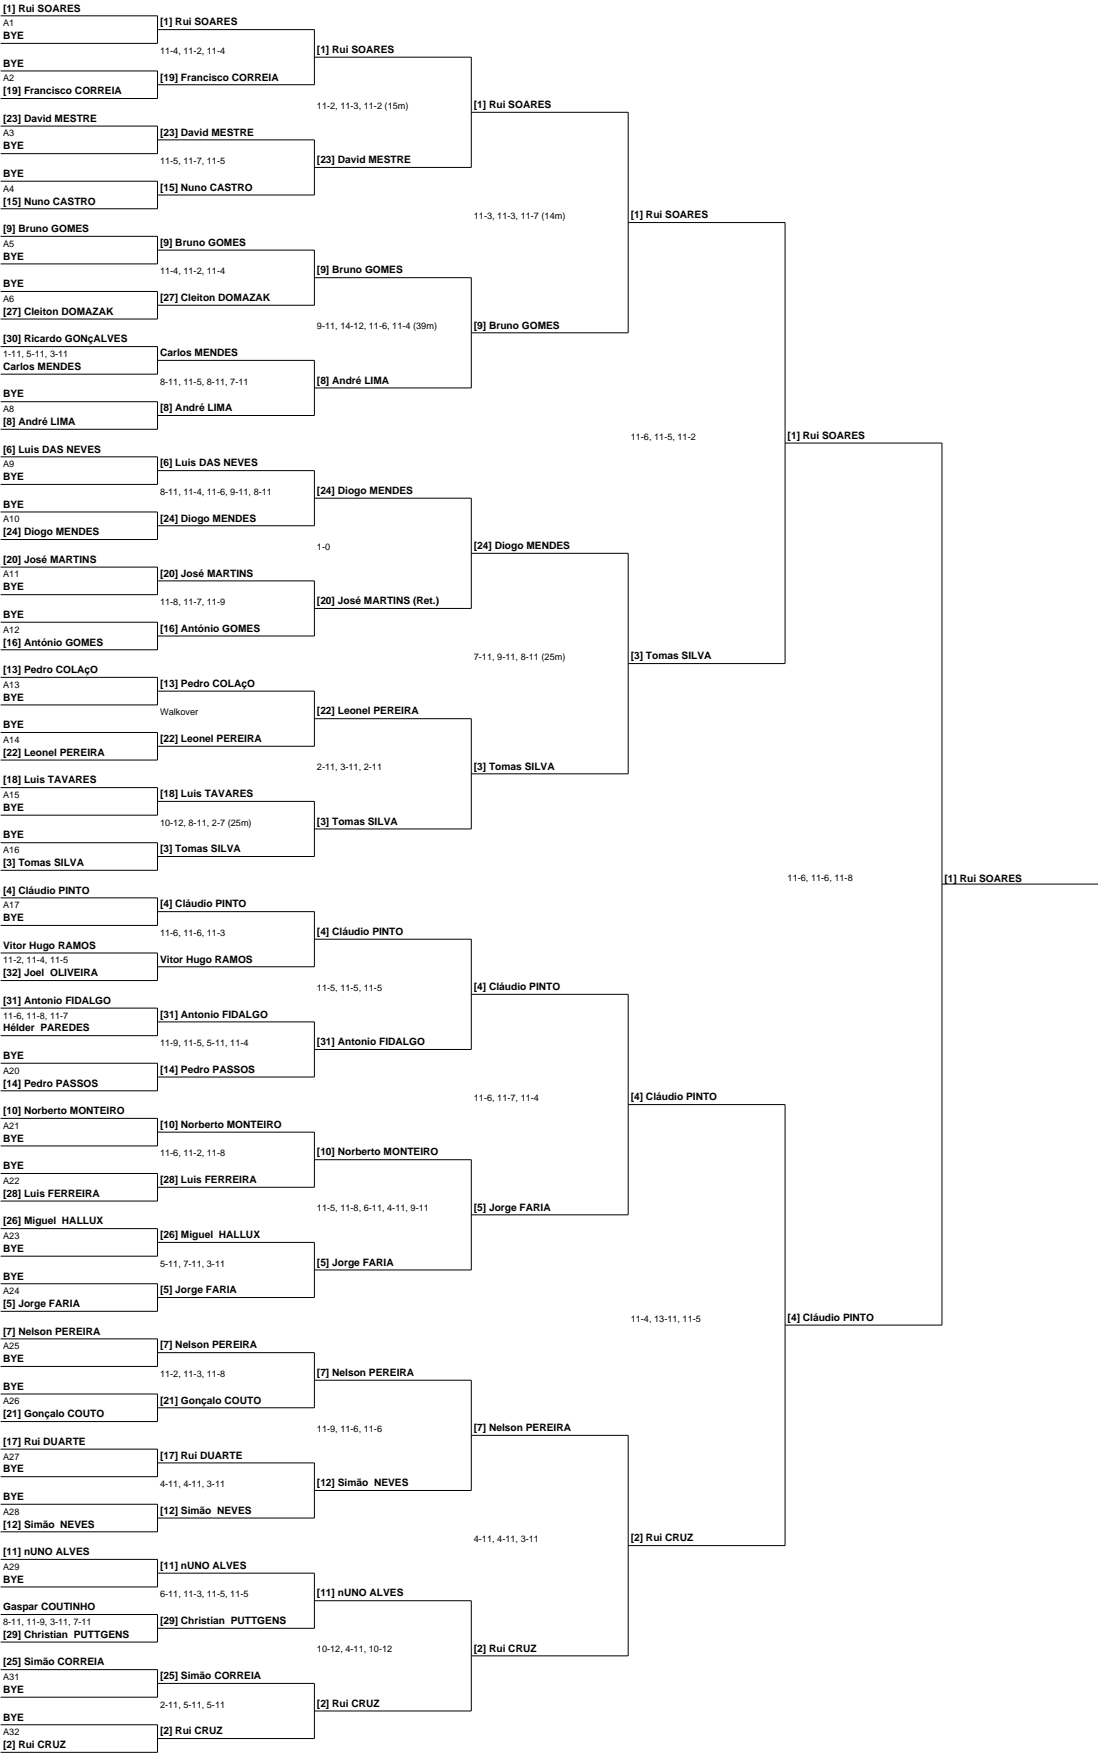 [1] Rui SOARES
A1
BYE
[1] Rui SOARES
11-4, 11-2, 11-4
[1] Rui SOARES
BYE
A2
[19] Francisco CORREIA
[19] Francisco CORREIA
11-2, 11-3, 11-2 (15m)
[1] Rui SOARES
[23] David MESTRE
A3
BYE
[23] David MESTRE
11-5, 11-7, 11-5
[23] David MESTRE
BYE
A4
[15] Nuno CASTRO
[15] Nuno CASTRO
11-3, 11-3, 11-7 (14m)
[1] Rui SOARES
[9] Bruno GOMES
A5
BYE
[9] Bruno GOMES
11-4, 11-2, 11-4
[9] Bruno GOMES
BYE
A6
[27] Cleiton DOMAZAK
[27] Cleiton DOMAZAK
9-11, 14-12, 11-6, 11-4 (39m)
[9] Bruno GOMES
[30] Ricardo GONçALVES
1-11, 5-11, 3-11
Carlos MENDES
Carlos MENDES
8-11, 11-5, 8-11, 7-11
[8] André LIMA
BYE
A8
[8] André LIMA
[8] André LIMA
11-6, 11-5, 11-2
[1] Rui SOARES
[6] Luis DAS NEVES
A9
BYE
[6] Luis DAS NEVES
8-11, 11-4, 11-6, 9-11, 8-11
[24] Diogo MENDES
BYE
A10
[24] Diogo MENDES
[24] Diogo MENDES
1-0
[24] Diogo MENDES
[20] José MARTINS
A11
BYE
[20] José MARTINS
11-8, 11-7, 11-9
[20] José MARTINS (Ret.)
BYE
A12
[16] António GOMES
[16] António GOMES
7-11, 9-11, 8-11 (25m)
[3] Tomas SILVA
[13] Pedro COLAçO
A13
BYE
[13] Pedro COLAçO
Walkover
[22] Leonel PEREIRA
BYE
A14
[22] Leonel PEREIRA
[22] Leonel PEREIRA
2-11, 3-11, 2-11
[3] Tomas SILVA
[18] Luis TAVARES
A15
BYE
[18] Luis TAVARES
10-12, 8-11, 2-7 (25m)
[3] Tomas SILVA
BYE
A16
[3] Tomas SILVA
[3] Tomas SILVA
11-6, 11-6, 11-8
[1] Rui SOARES
[4] Cláudio PINTO
A17
BYE
[4] Cláudio PINTO
11-6, 11-6, 11-3
[4] Cláudio PINTO
Vitor Hugo RAMOS
11-2, 11-4, 11-5
[32] Joel  OLIVEIRA
Vitor Hugo RAMOS
11-5, 11-5, 11-5
[4] Cláudio PINTO
[31] Antonio FIDALGO
11-6, 11-8, 11-7
Hélder  PAREDES
[31] Antonio FIDALGO
11-9, 11-5, 5-11, 11-4
[31] Antonio FIDALGO
BYE
A20
[14] Pedro PASSOS
[14] Pedro PASSOS
11-6, 11-7, 11-4
[4] Cláudio PINTO
[10] Norberto MONTEIRO
A21
BYE
[10] Norberto MONTEIRO
11-6, 11-2, 11-8
[10] Norberto MONTEIRO
BYE
A22
[28] Luis FERREIRA
[28] Luis FERREIRA
11-5, 11-8, 6-11, 4-11, 9-11
[5] Jorge FARIA
[26] Miguel  HALLUX
A23
BYE
[26] Miguel  HALLUX
5-11, 7-11, 3-11
[5] Jorge FARIA
BYE
A24
[5] Jorge FARIA
[5] Jorge FARIA
11-4, 13-11, 11-5
[4] Cláudio PINTO
[7] Nelson PEREIRA
A25
BYE
[7] Nelson PEREIRA
11-2, 11-3, 11-8
[7] Nelson PEREIRA
BYE
A26
[21] Gonçalo COUTO
[21] Gonçalo COUTO
11-9, 11-6, 11-6
[7] Nelson PEREIRA
[17] Rui DUARTE
A27
BYE
[17] Rui DUARTE
4-11, 4-11, 3-11
[12] Simão  NEVES
BYE
A28
[12] Simão  NEVES
[12] Simão  NEVES
4-11, 4-11, 3-11
[2] Rui CRUZ
[11] nUNO ALVES
A29
BYE
[11] nUNO ALVES
6-11, 11-3, 11-5, 11-5
[11] nUNO ALVES
Gaspar COUTINHO
8-11, 11-9, 3-11, 7-11
[29] Christian  PUTTGENS
[29] Christian  PUTTGENS
10-12, 4-11, 10-12
[2] Rui CRUZ
[25] Simão CORREIA
A31
BYE
[25] Simão CORREIA
2-11, 5-11, 5-11
[2] Rui CRUZ
BYE
A32
[2] Rui CRUZ
[2] Rui CRUZ